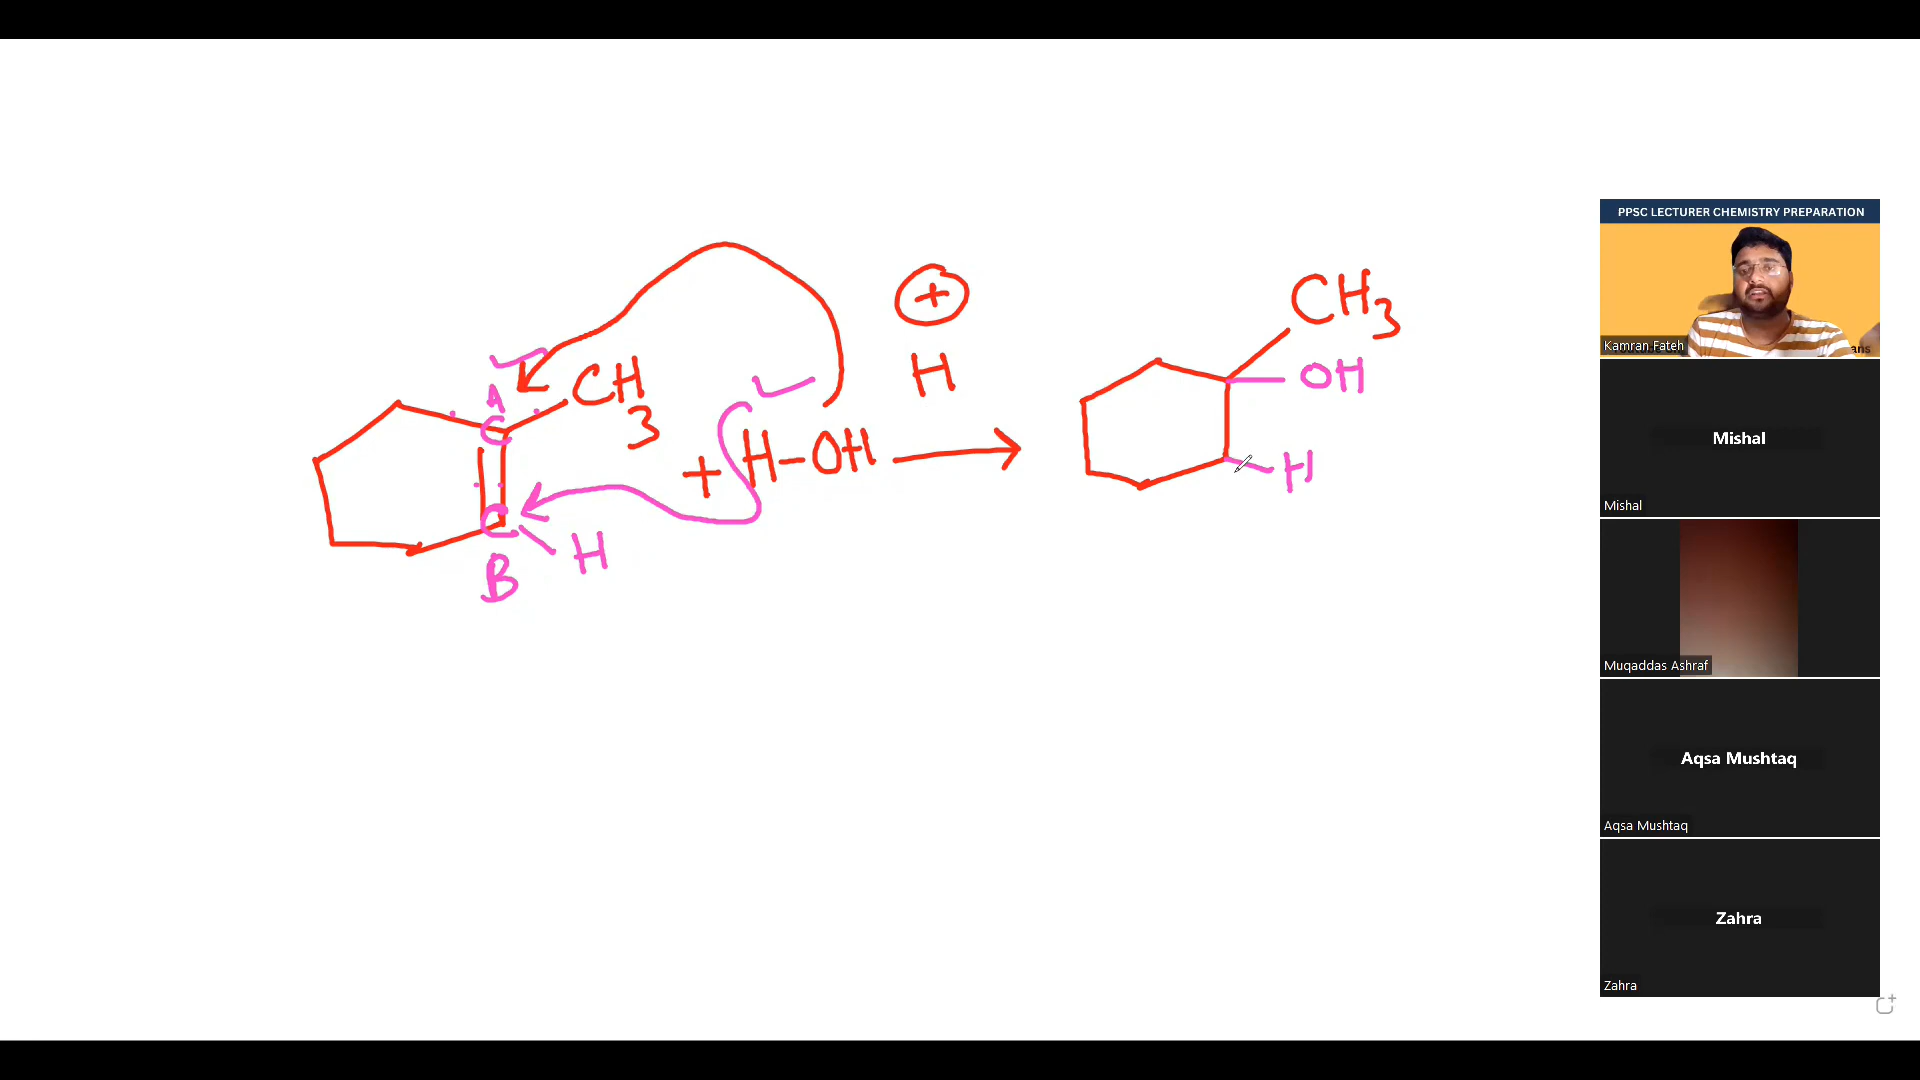 PPSC LECTURER CHEMISTRY PREPARATION
Kamran Fateh
ans
Mishal
Mishal
Muqaddas Ashraf
Aqsa Mushtaq
Aqsa Mushtaq
Zahra
Zahra
+
H
A
C
CH3
+ H-OH
C
H
B
CH3
OH
H